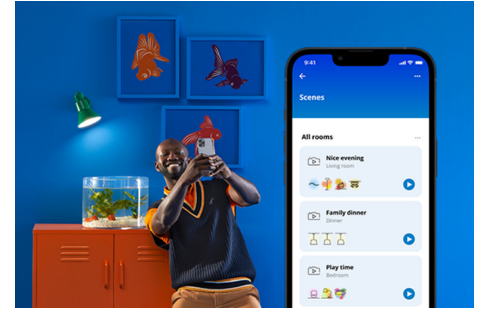 9:41
Scenes
All rooms
Nice evening
Living room
Family dinner
Dinner
Play time
Bedroom